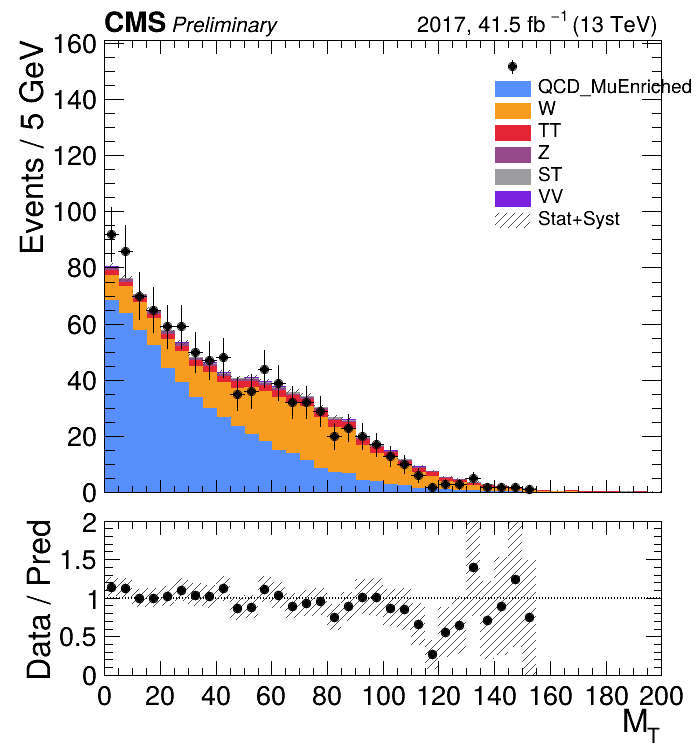 CMS Preliminary 2017, 41.5 fb⁻¹ (13 TeV)
Events / 5 GeV
160
140
120
100
80
60
40
20
0
QCD_MuEnriched
W
TT
Z
ST
VV
Stat+Syst
Data / Pred
2
1.5
1
0.5
0
0 20 40 60 80 100 120 140 160 180 200
M_T